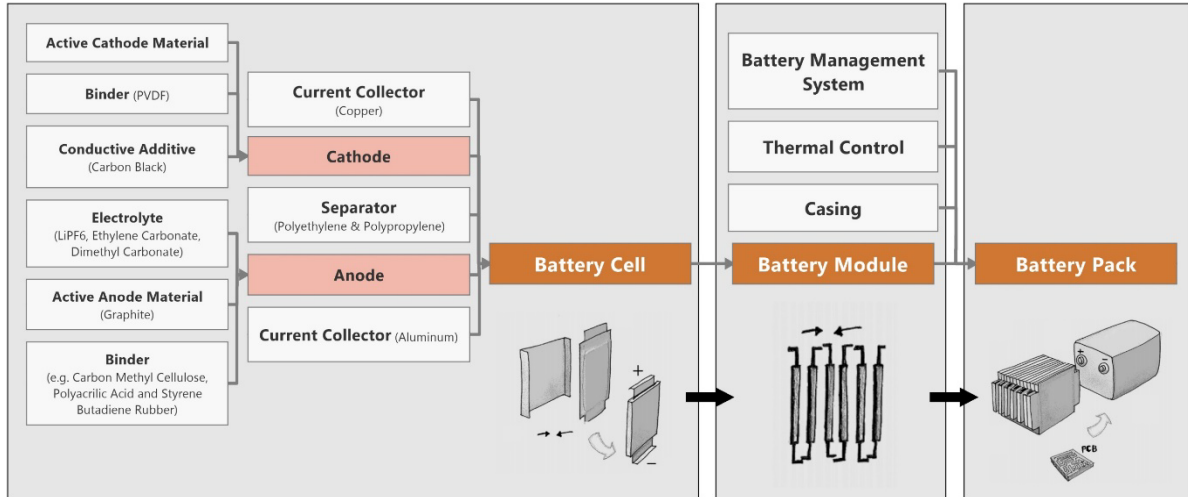 Active Cathode Material
Binder (PVDF)
Conductive Additive
(Carbon Black)
Electrolyte
(LiPF6, Ethylene Carbonate,
Dimethyl Carbonate)
Active Anode Material
(Graphite)
Binder
(e.g. Carbon Methyl Cellulose,
Polyacrilic Acid and Styrene
Butadiene Rubber)
Current Collector
(Copper)
Cathode
Separator
(Polyethylene & Polypropylene)
Anode
Current Collector (Aluminum)
Battery Cell
+
−
Battery Management
System
Thermal Control
Casing
Battery Module
Battery Pack
+
−
PCB